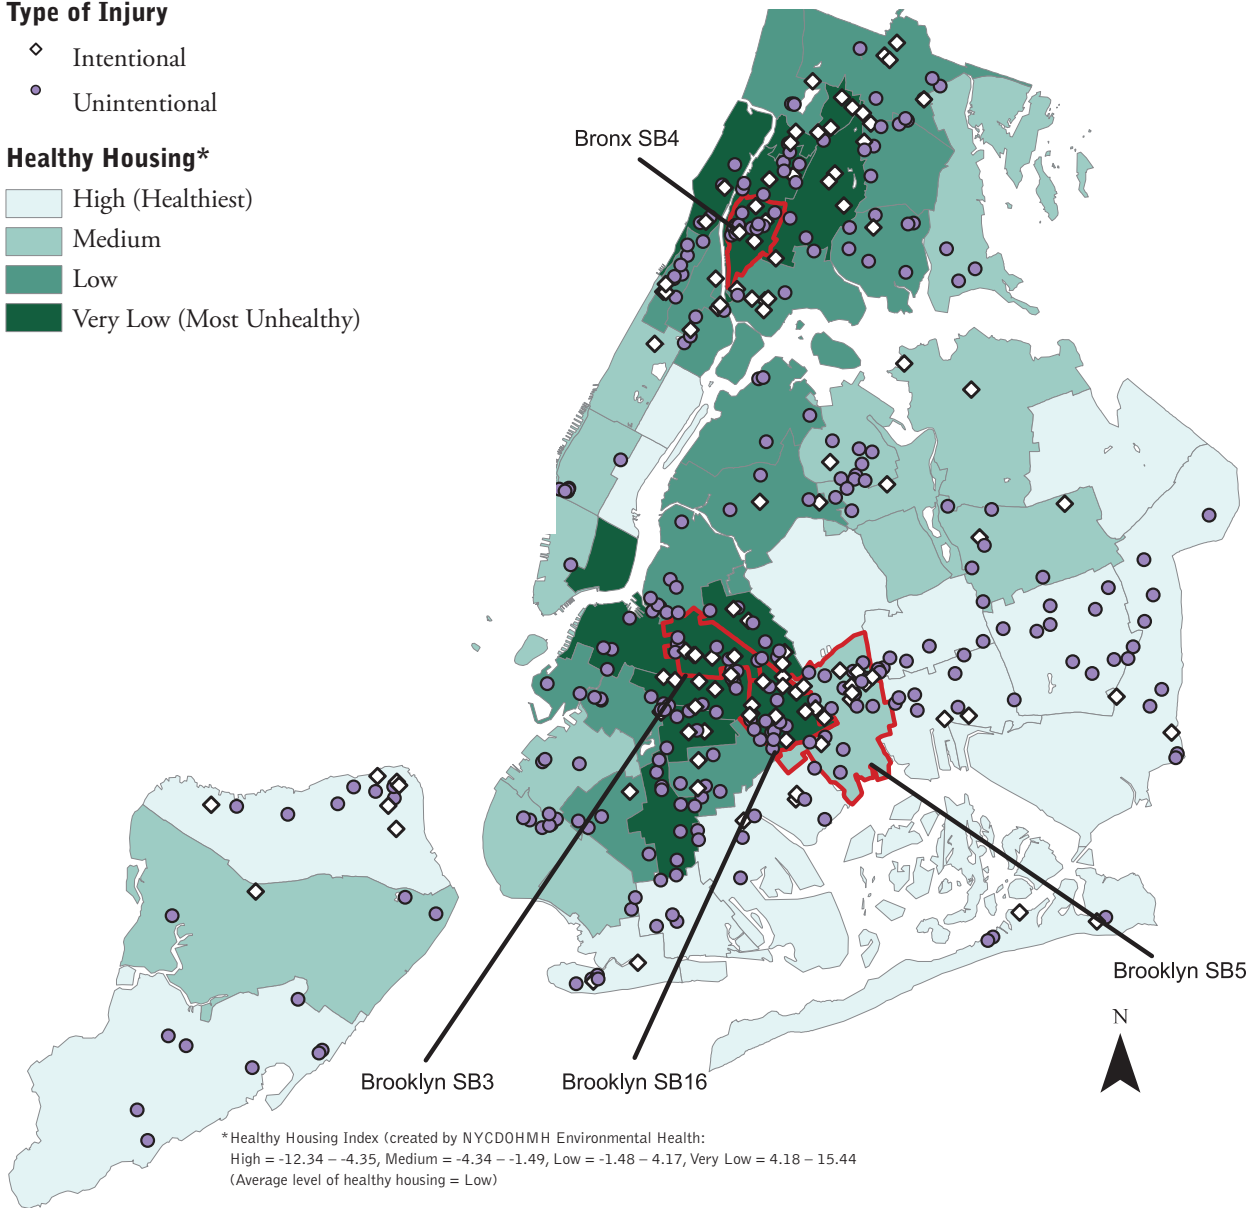 Type of Injury
Intentional
Unintentional
Healthy Housing*
High (Healthiest)
Medium
Low
Very Low (Most Unhealthy)
Bronx SB4
Brooklyn SB5
N
Brooklyn SB3
Brooklyn SB16
*Healthy Housing Index (created by NYCDOHMH Environmental Health:
High = -12.34 – -4.35, Medium = -4.34 – -1.49, Low = -1.48 – 4.17, Very Low = 4.18 – 15.44
(Average level of healthy housing = Low)